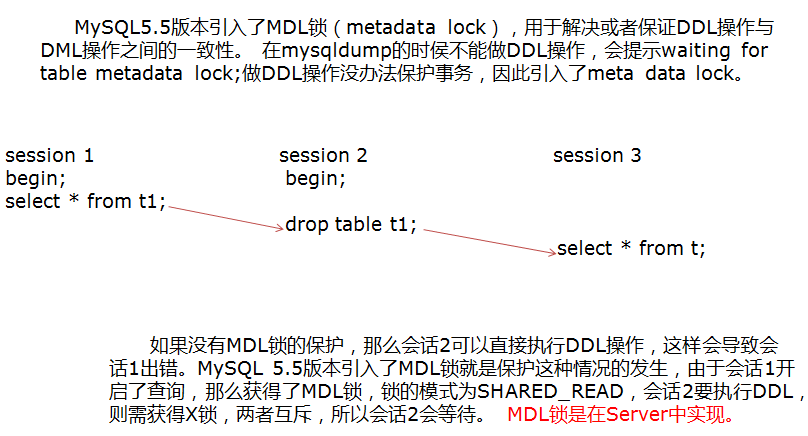 MySQL5.5版本引入了MDL锁（metadata lock），用于解决或者保证DDL操作与
DML操作之间的一致性。 在mysqldump的时侯不能做DDL操作，会提示waiting for
table metadata lock;做DDL操作没办法保护事务，因此引入了meta data lock。
session 1 session 2 session 3
begin; begin;
select * from t1;
drop table t1;
select * from t;
如果没有MDL锁的保护，那么会话2可以直接执行DDL操作，这样会导致会
话1出错。MySQL 5.5版本引入了MDL锁就是保护这种情况的发生，由于会话1开
启了查询，那么获得了MDL锁，锁的模式为SHARED_READ，会话2要执行DDL，
则需获得X锁，两者互斥，所以会话2会等待。 MDL锁是在Server中实现。